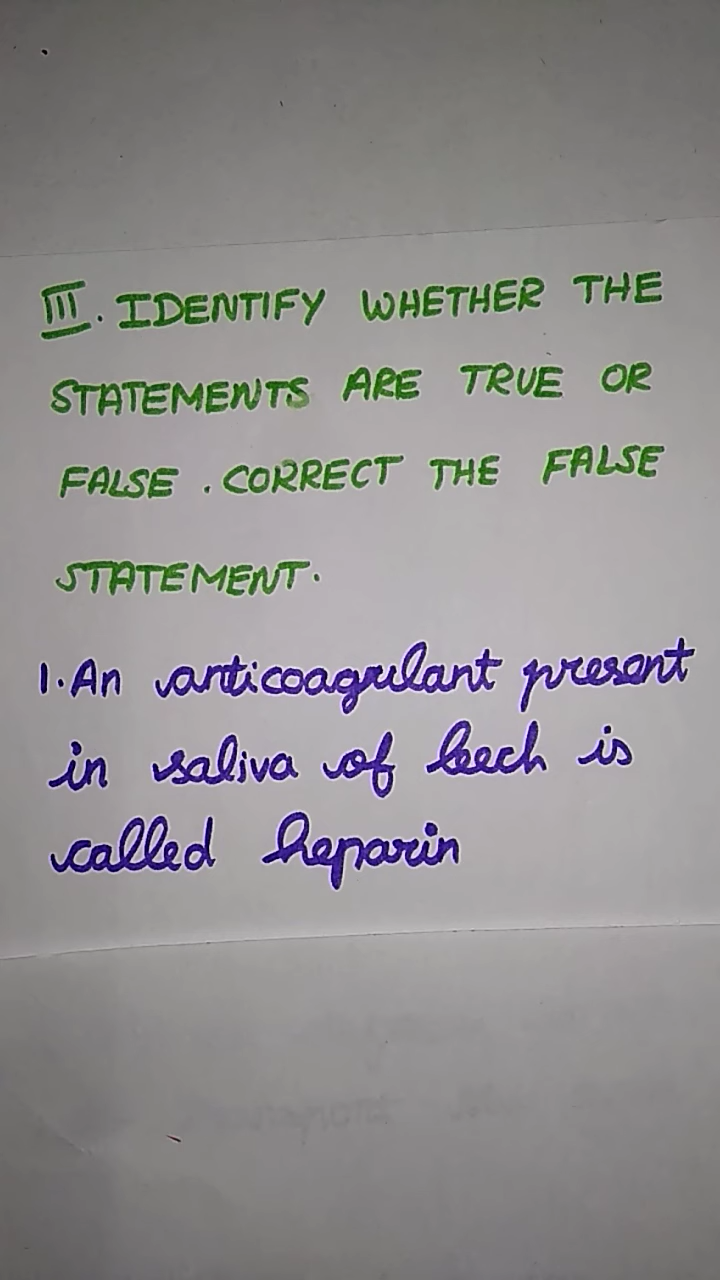 III. IDENTIFY WHETHER THE
STATEMENTS ARE TRUE OR
FALSE . CORRECT THE FALSE
STATEMENT.
1. An anticoagulant present
in saliva of leech is
called heparin